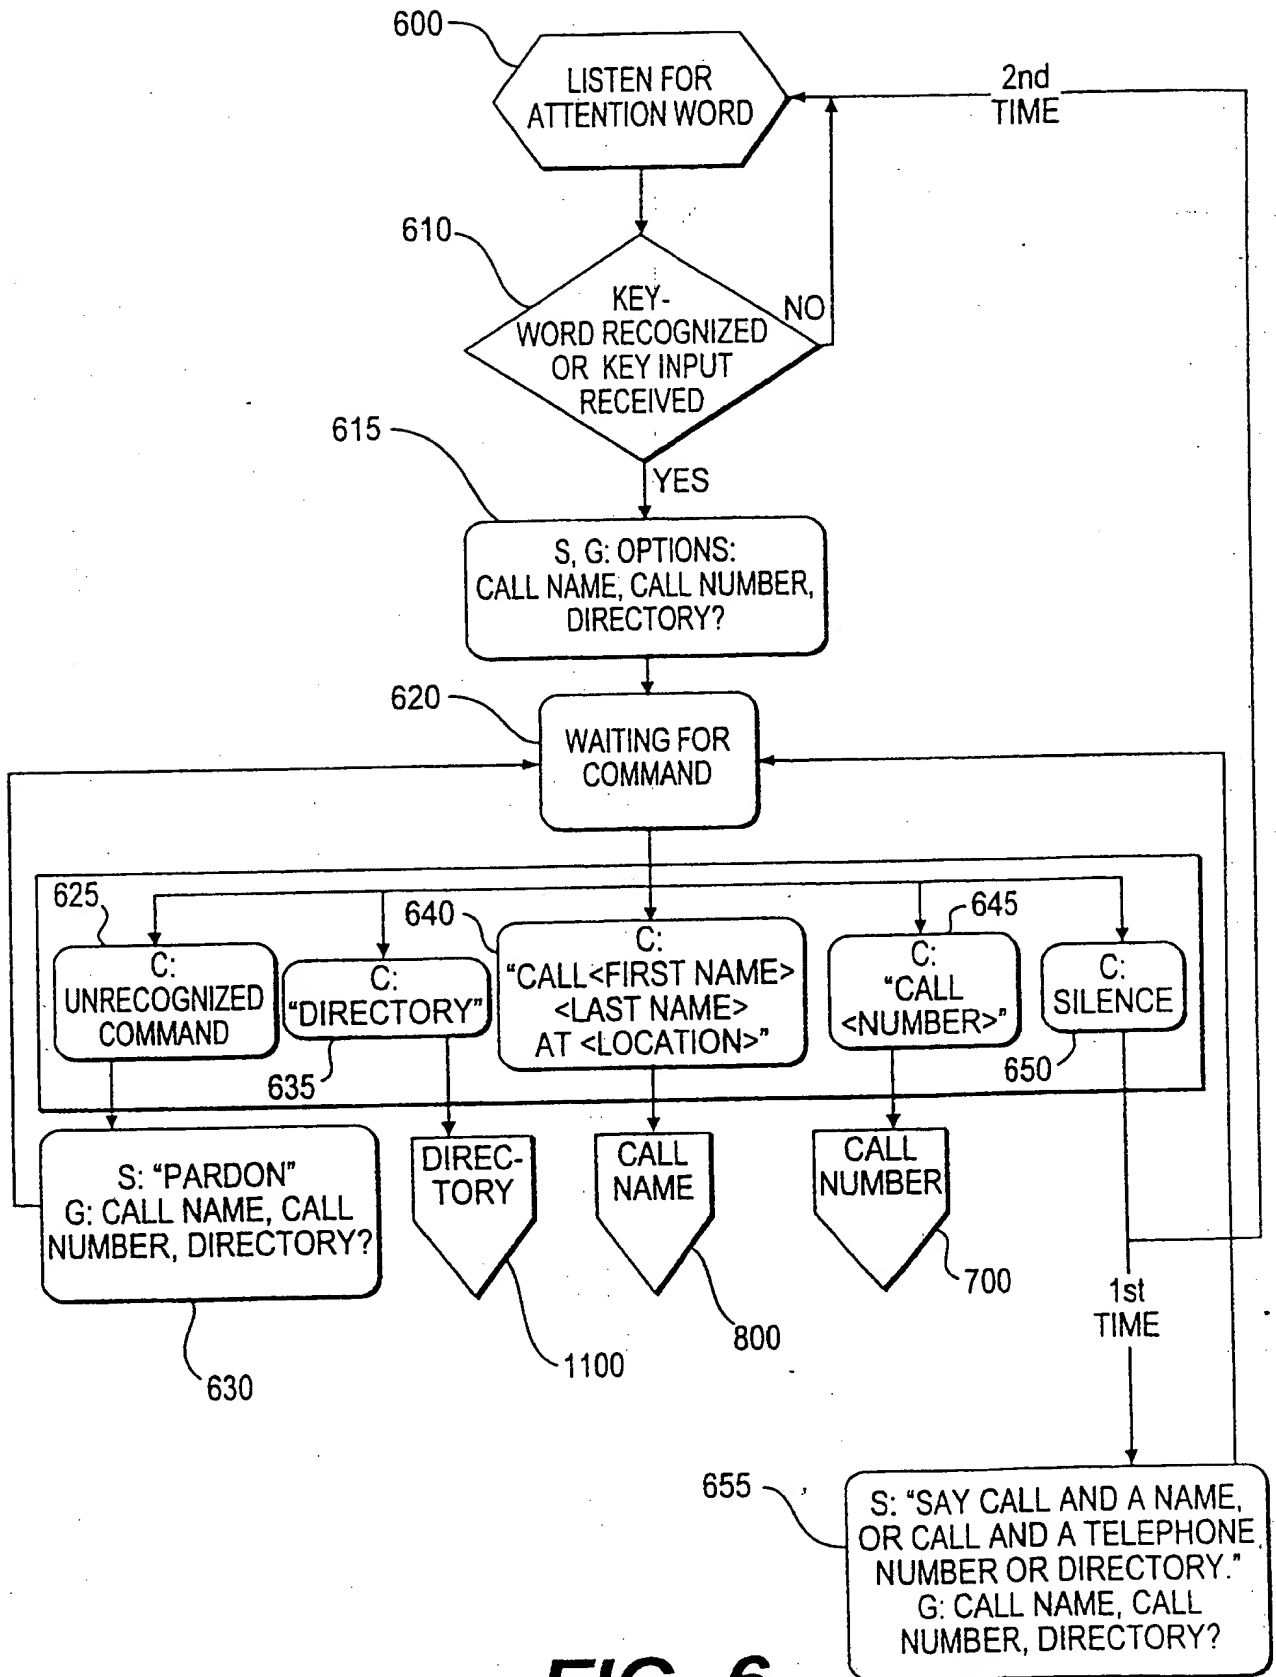 600
LISTEN FOR
ATTENTION WORD
2nd
TIME
610
KEY-
WORD RECOGNIZED
OR KEY INPUT
RECEIVED
NO
615
YES
S, G: OPTIONS:
CALL NAME, CALL NUMBER,
DIRECTORY?
620
WAITING FOR
COMMAND
625
C:
UNRECOGNIZED
COMMAND
C:
"DIRECTORY"
635
640
C:
"CALL<FIRST NAME>
<LAST NAME>
AT <LOCATION>"
645
C:
"CALL
<NUMBER>"
C:
SILENCE
650
S: "PARDON"
G: CALL NAME, CALL
NUMBER, DIRECTORY?
630
DIREC-
TORY
1100
CALL
NAME
800
CALL
NUMBER
700
1st
TIME
655
S: "SAY CALL AND A NAME,
OR CALL AND A TELEPHONE
NUMBER OR DIRECTORY."
G: CALL NAME, CALL
NUMBER, DIRECTORY?
FIG. 6